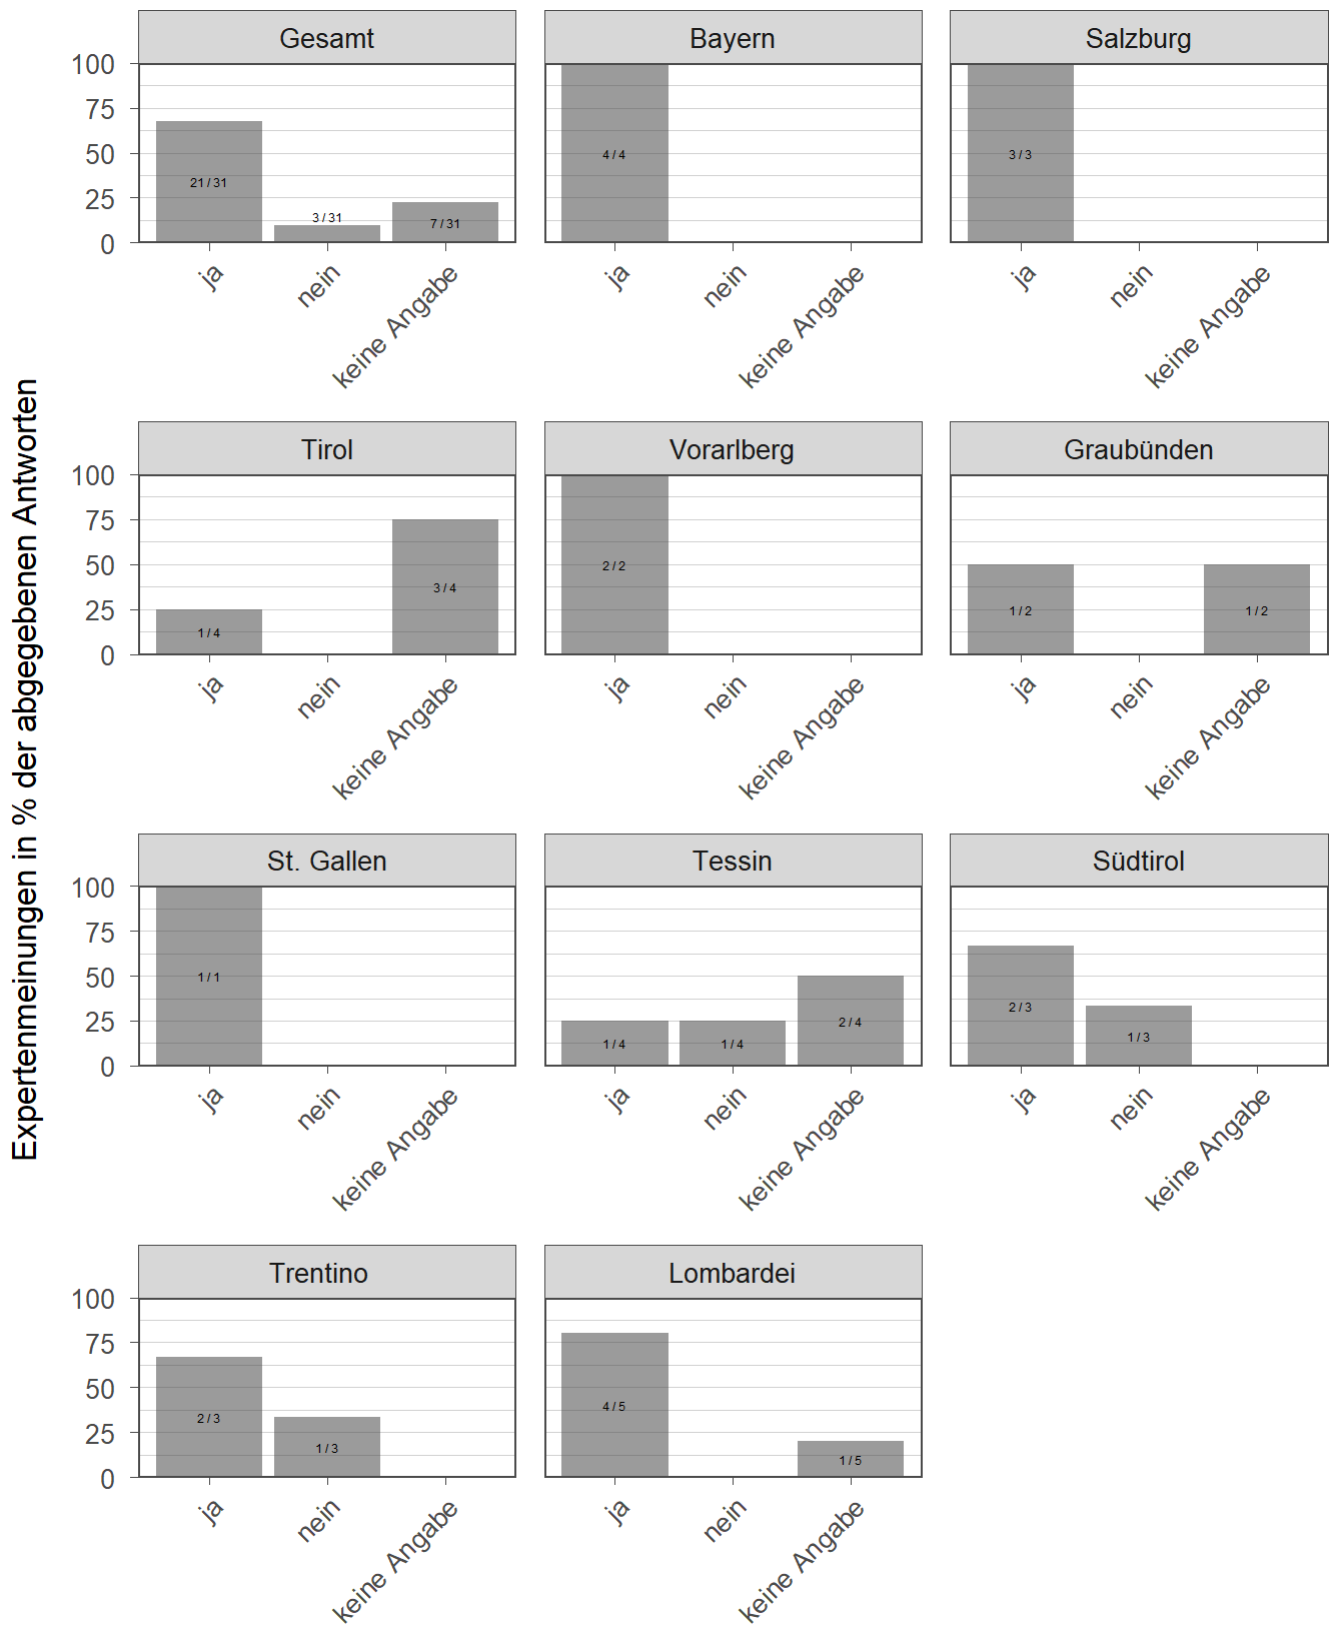 Expertenmeinungen in % der abgegebenen Antworten
Gesamt
100
75
50
25
0
21 / 31
3 / 31
7 / 31
ja
nein
keine Angabe
Bayern
4 / 4
ja
nein
keine Angabe
Salzburg
3 / 3
ja
nein
keine Angabe
Tirol
100
75
50
25
0
1 / 4
3 / 4
ja
nein
keine Angabe
Vorarlberg
2 / 2
ja
nein
keine Angabe
Graubünden
1 / 2
1 / 2
ja
nein
keine Angabe
St. Gallen
100
75
50
25
0
1 / 1
ja
nein
keine Angabe
Tessin
1 / 4
1 / 4
2 / 4
ja
nein
keine Angabe
Südtirol
2 / 3
1 / 3
ja
nein
keine Angabe
Trentino
100
75
50
25
0
2 / 3
1 / 3
ja
nein
keine Angabe
Lombardei
4 / 5
1 / 5
ja
nein
keine Angabe